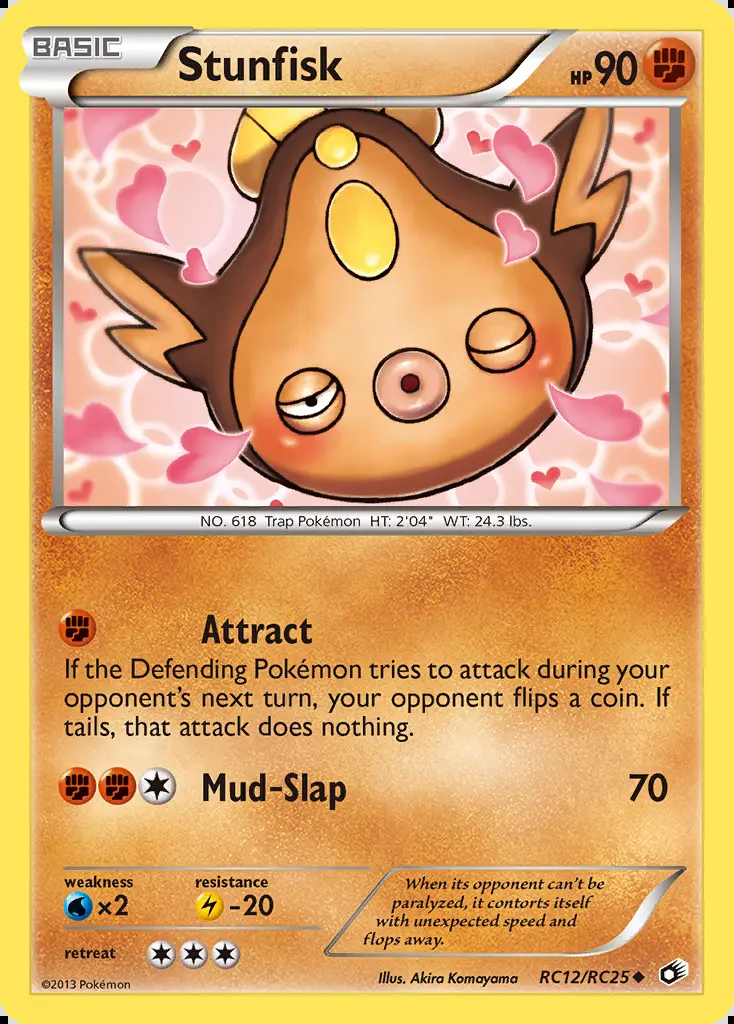 BASIC
Stunfisk
HP 90
NO. 618 Trap Pokémon HT: 2'04" WT: 24.3 lbs.
Attract
If the Defending Pokémon tries to attack during your
opponent's next turn, your opponent flips a coin. If
tails, that attack does nothing.
Mud-Slap 70
weakness resistance
×2 -20
When its opponent can't be
paralyzed, it contorts itself
with unexpected speed and
flops away.
retreat
©2013 Pokémon
Illus. Akira Komayama RC12/RC25